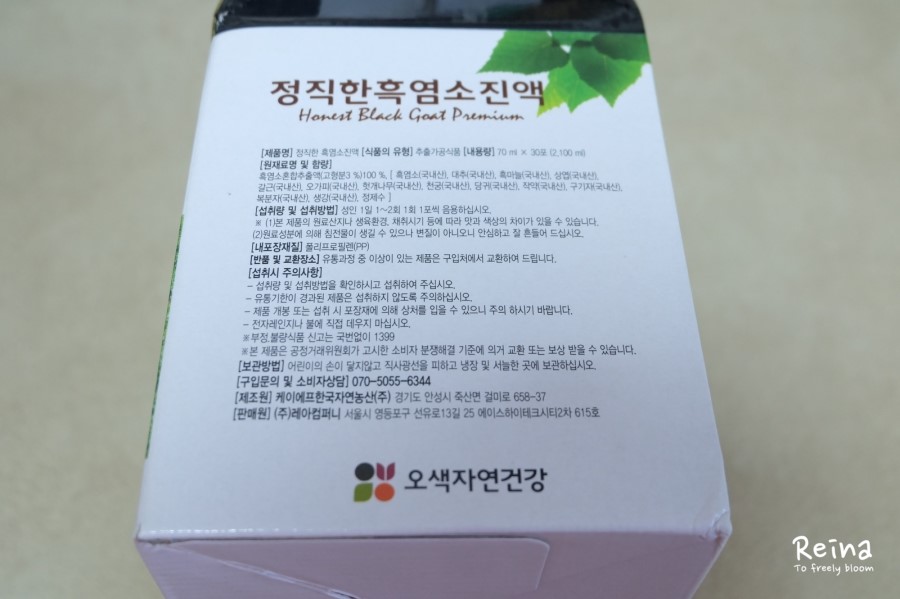 정직한흑염소진액
Honest Black Goat Premium
[제품명] 정직한 흑염소진액 [식품의 유형] 추출가공식품 [내용량] 70 ml × 30포 (2,100 ml)
[원재료명 및 함량]
흑염소혼합추출액(고형분3 %)100 %, [ 흑염소(국내산), 대추(국내산), 흑마늘(국내산), 상엽(국내산),
갈근(국내산), 오가피(국내산), 헛개나무(국내산), 천궁(국내산), 당귀(국내산), 작약(국내산), 구기자(국내산),
복분자(국내산), 생강(국내산), 정제수 ]
[섭취량 및 섭취방법] 성인 1일 1~2회 1회 1포씩 음용하십시오.
※ (1)본 제품의 원료산지나 생육환경, 채취시기 등에 따라 맛과 색상의 차이가 있을 수 있습니다.
(2)원료성분에 의해 침전물이 생길 수 있으나 변질이 아니오니 안심하고 잘 흔들어 드십시오.
[내포장재질] 폴리프로필렌(PP)
[반품 및 교환장소] 유통과정 중 이상이 있는 제품은 구입처에서 교환하여 드립니다.
[섭취시 주의사항]
- 섭취량 및 섭취방법을 확인하시고 섭취하여 주십시오.
- 유통기한이 경과된 제품은 섭취하지 않도록 주의하십시오.
- 제품 개봉 또는 섭취 시 포장재에 의해 상처를 입을 수 있으니 주의 하시기 바랍니다.
- 전자레인지나 불에 직접 데우지 마십시오.
※부정.불량식품 신고는 국번없이 1399
※본 제품은 공정거래위원회가 고시한 소비자 분쟁해결 기준에 의거 교환 또는 보상 받을 수 있습니다.
[보관방법] 어린이의 손이 닿지않고 직사광선을 피하고 냉장 및 서늘한 곳에 보관하십시오.
[구입문의 및 소비자상담] 070-5055-6344
[제조원] 케이에프한국자연농산(주) 경기도 안성시 죽산면 걸미로 658-37
[판매원] (주)레아컴퍼니 서울시 영등포구 선유로13길 25 에이스하이테크시티2차 615호
오색자연건강
Reina
To freely bloom